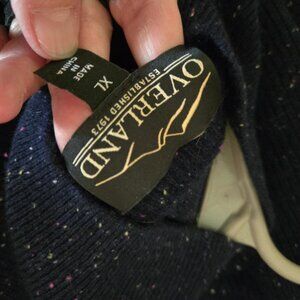 OVERLAND
ESTABLISHED 1973
XL
MADE
IN
CHINA